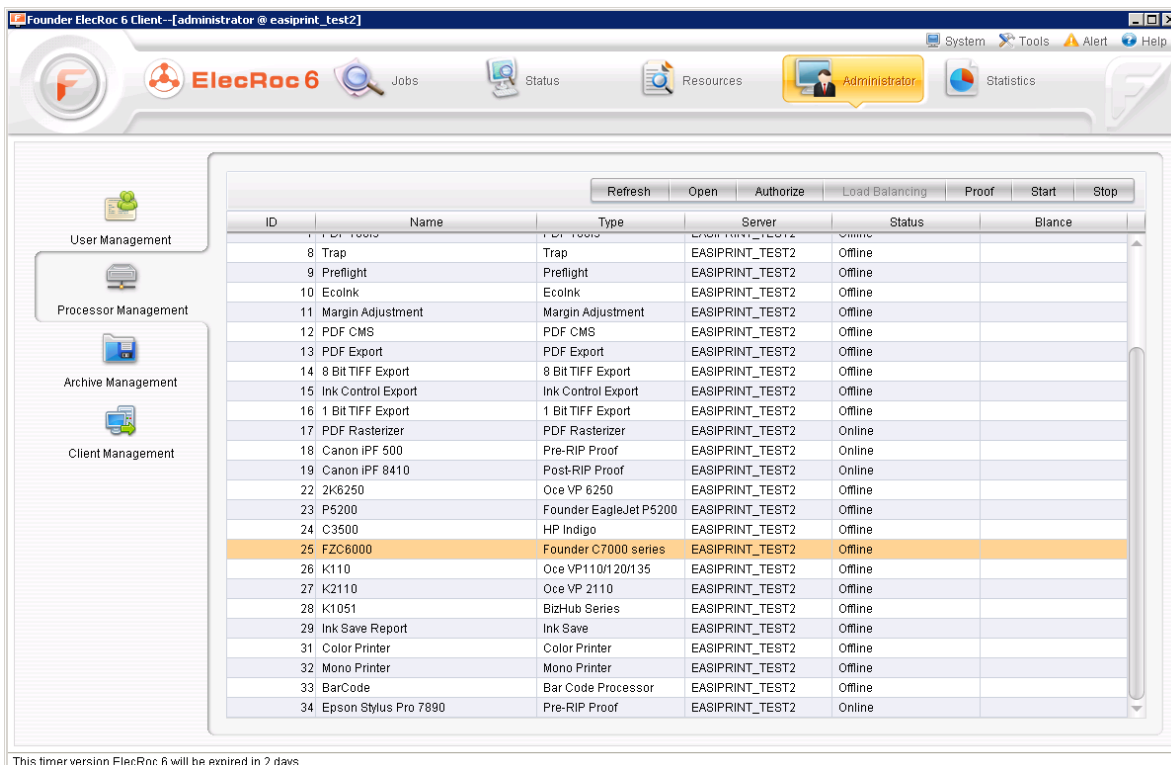 Founder ElecRoc 6 Client--[administrator @ easiprint_test2]
System Tools Alert Help
ElecRoc 6 Jobs Status Resources Administrator Statistics
User Management
Processor Management
Archive Management
Client Management
Refresh Open Authorize Load Balancing Proof Start Stop
ID Name Type Server Status Blance
7 PDF Tools PDF Tools EASIPRINT_TEST2 Offline
8 Trap Trap EASIPRINT_TEST2 Offline
9 Preflight Preflight EASIPRINT_TEST2 Offline
10 EcoInk EcoInk EASIPRINT_TEST2 Offline
11 Margin Adjustment Margin Adjustment EASIPRINT_TEST2 Offline
12 PDF CMS PDF CMS EASIPRINT_TEST2 Offline
13 PDF Export PDF Export EASIPRINT_TEST2 Offline
14 8 Bit TIFF Export 8 Bit TIFF Export EASIPRINT_TEST2 Offline
15 Ink Control Export Ink Control Export EASIPRINT_TEST2 Offline
16 1 Bit TIFF Export 1 Bit TIFF Export EASIPRINT_TEST2 Offline
17 PDF Rasterizer PDF Rasterizer EASIPRINT_TEST2 Online
18 Canon iPF 500 Pre-RIP Proof EASIPRINT_TEST2 Online
19 Canon iPF 8410 Post-RIP Proof EASIPRINT_TEST2 Online
22 2K6250 Oce VP 6250 EASIPRINT_TEST2 Offline
23 P5200 Founder EagleJet P5200 EASIPRINT_TEST2 Offline
24 C3500 HP Indigo EASIPRINT_TEST2 Offline
25 FZC6000 Founder C7000 series EASIPRINT_TEST2 Offline
26 K110 Oce VP110/120/135 EASIPRINT_TEST2 Offline
27 K2110 Oce VP 2110 EASIPRINT_TEST2 Offline
28 K1051 BizHub Series EASIPRINT_TEST2 Offline
29 Ink Save Report Ink Save EASIPRINT_TEST2 Offline
31 Color Printer Color Printer EASIPRINT_TEST2 Offline
32 Mono Printer Mono Printer EASIPRINT_TEST2 Offline
33 BarCode Bar Code Processor EASIPRINT_TEST2 Offline
34 Epson Stylus Pro 7890 Pre-RIP Proof EASIPRINT_TEST2 Online
This timer version ElecRoc 6 will be expired in 2 days